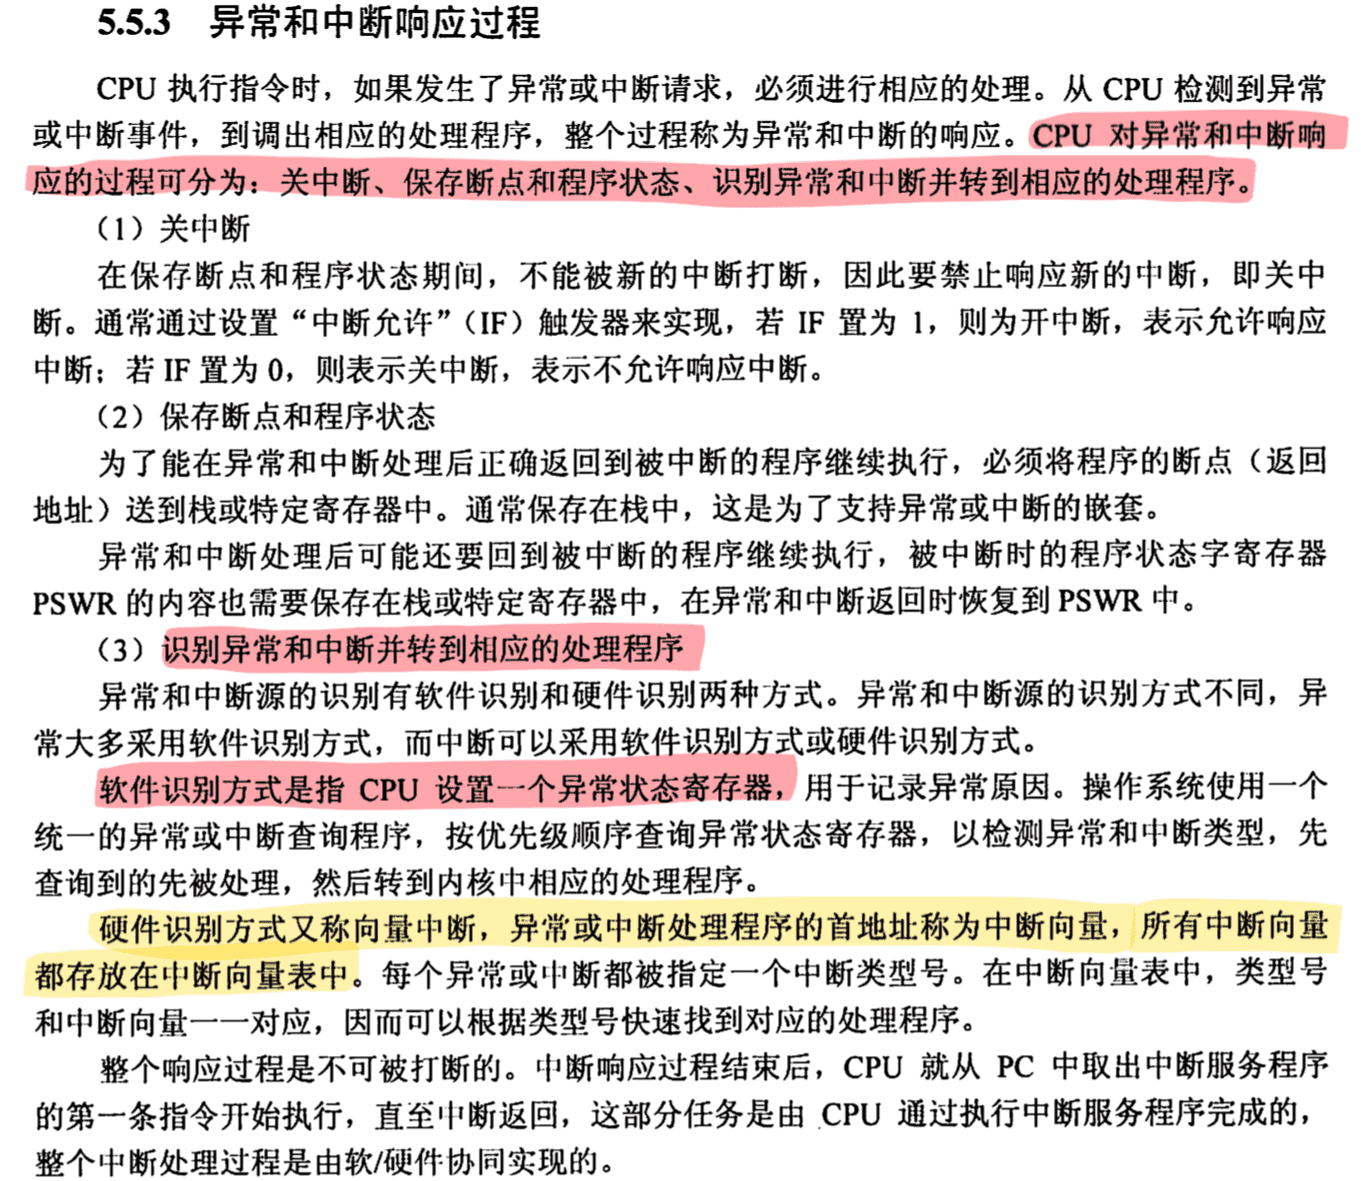 5.5.3 异常和中断响应过程
CPU 执行指令时，如果发生了异常或中断请求，必须进行相应的处理。从 CPU 检测到异常
或中断事件，到调出相应的处理程序，整个过程称为异常和中断的响应。CPU 对异常和中断响
应的过程可分为：关中断、保存断点和程序状态、识别异常和中断并转到相应的处理程序。
（1）关中断
在保存断点和程序状态期间，不能被新的中断打断，因此要禁止响应新的中断，即关中
断。通常通过设置“中断允许”（IF）触发器来实现，若 IF 置为 1，则为开中断，表示允许响应
中断；若 IF 置为 0，则表示关中断，表示不允许响应中断。
（2）保存断点和程序状态
为了能在异常和中断处理后正确返回到被中断的程序继续执行，必须将程序的断点（返回
地址）送到栈或特定寄存器中。通常保存在栈中，这是为了支持异常或中断的嵌套。
异常和中断处理后可能还要回到被中断的程序继续执行，被中断时的程序状态字寄存器
PSWR 的内容也需要保存在栈或特定寄存器中，在异常和中断返回时恢复到 PSWR 中。
（3）识别异常和中断并转到相应的处理程序
异常和中断源的识别有软件识别和硬件识别两种方式。异常和中断源的识别方式不同，异
常大多采用软件识别方式，而中断可以采用软件识别方式或硬件识别方式。
软件识别方式是指 CPU 设置一个异常状态寄存器，用于记录异常原因。操作系统使用一个
统一的异常或中断查询程序，按优先级顺序查询异常状态寄存器，以检测异常和中断类型，先
查询到的先被处理，然后转到内核中相应的处理程序。
硬件识别方式又称向量中断，异常或中断处理程序的首地址称为中断向量，所有中断向量
都存放在中断向量表中。每个异常或中断都被指定一个中断类型号。在中断向量表中，类型号
和中断向量一一对应，因而可以根据类型号快速找到对应的处理程序。
整个响应过程是不可被打断的。中断响应过程结束后，CPU 就从 PC 中取出中断服务程序
的第一条指令开始执行，直至中断返回，这部分任务是由 CPU 通过执行中断服务程序完成的，
整个中断处理过程是由软/硬件协同实现的。